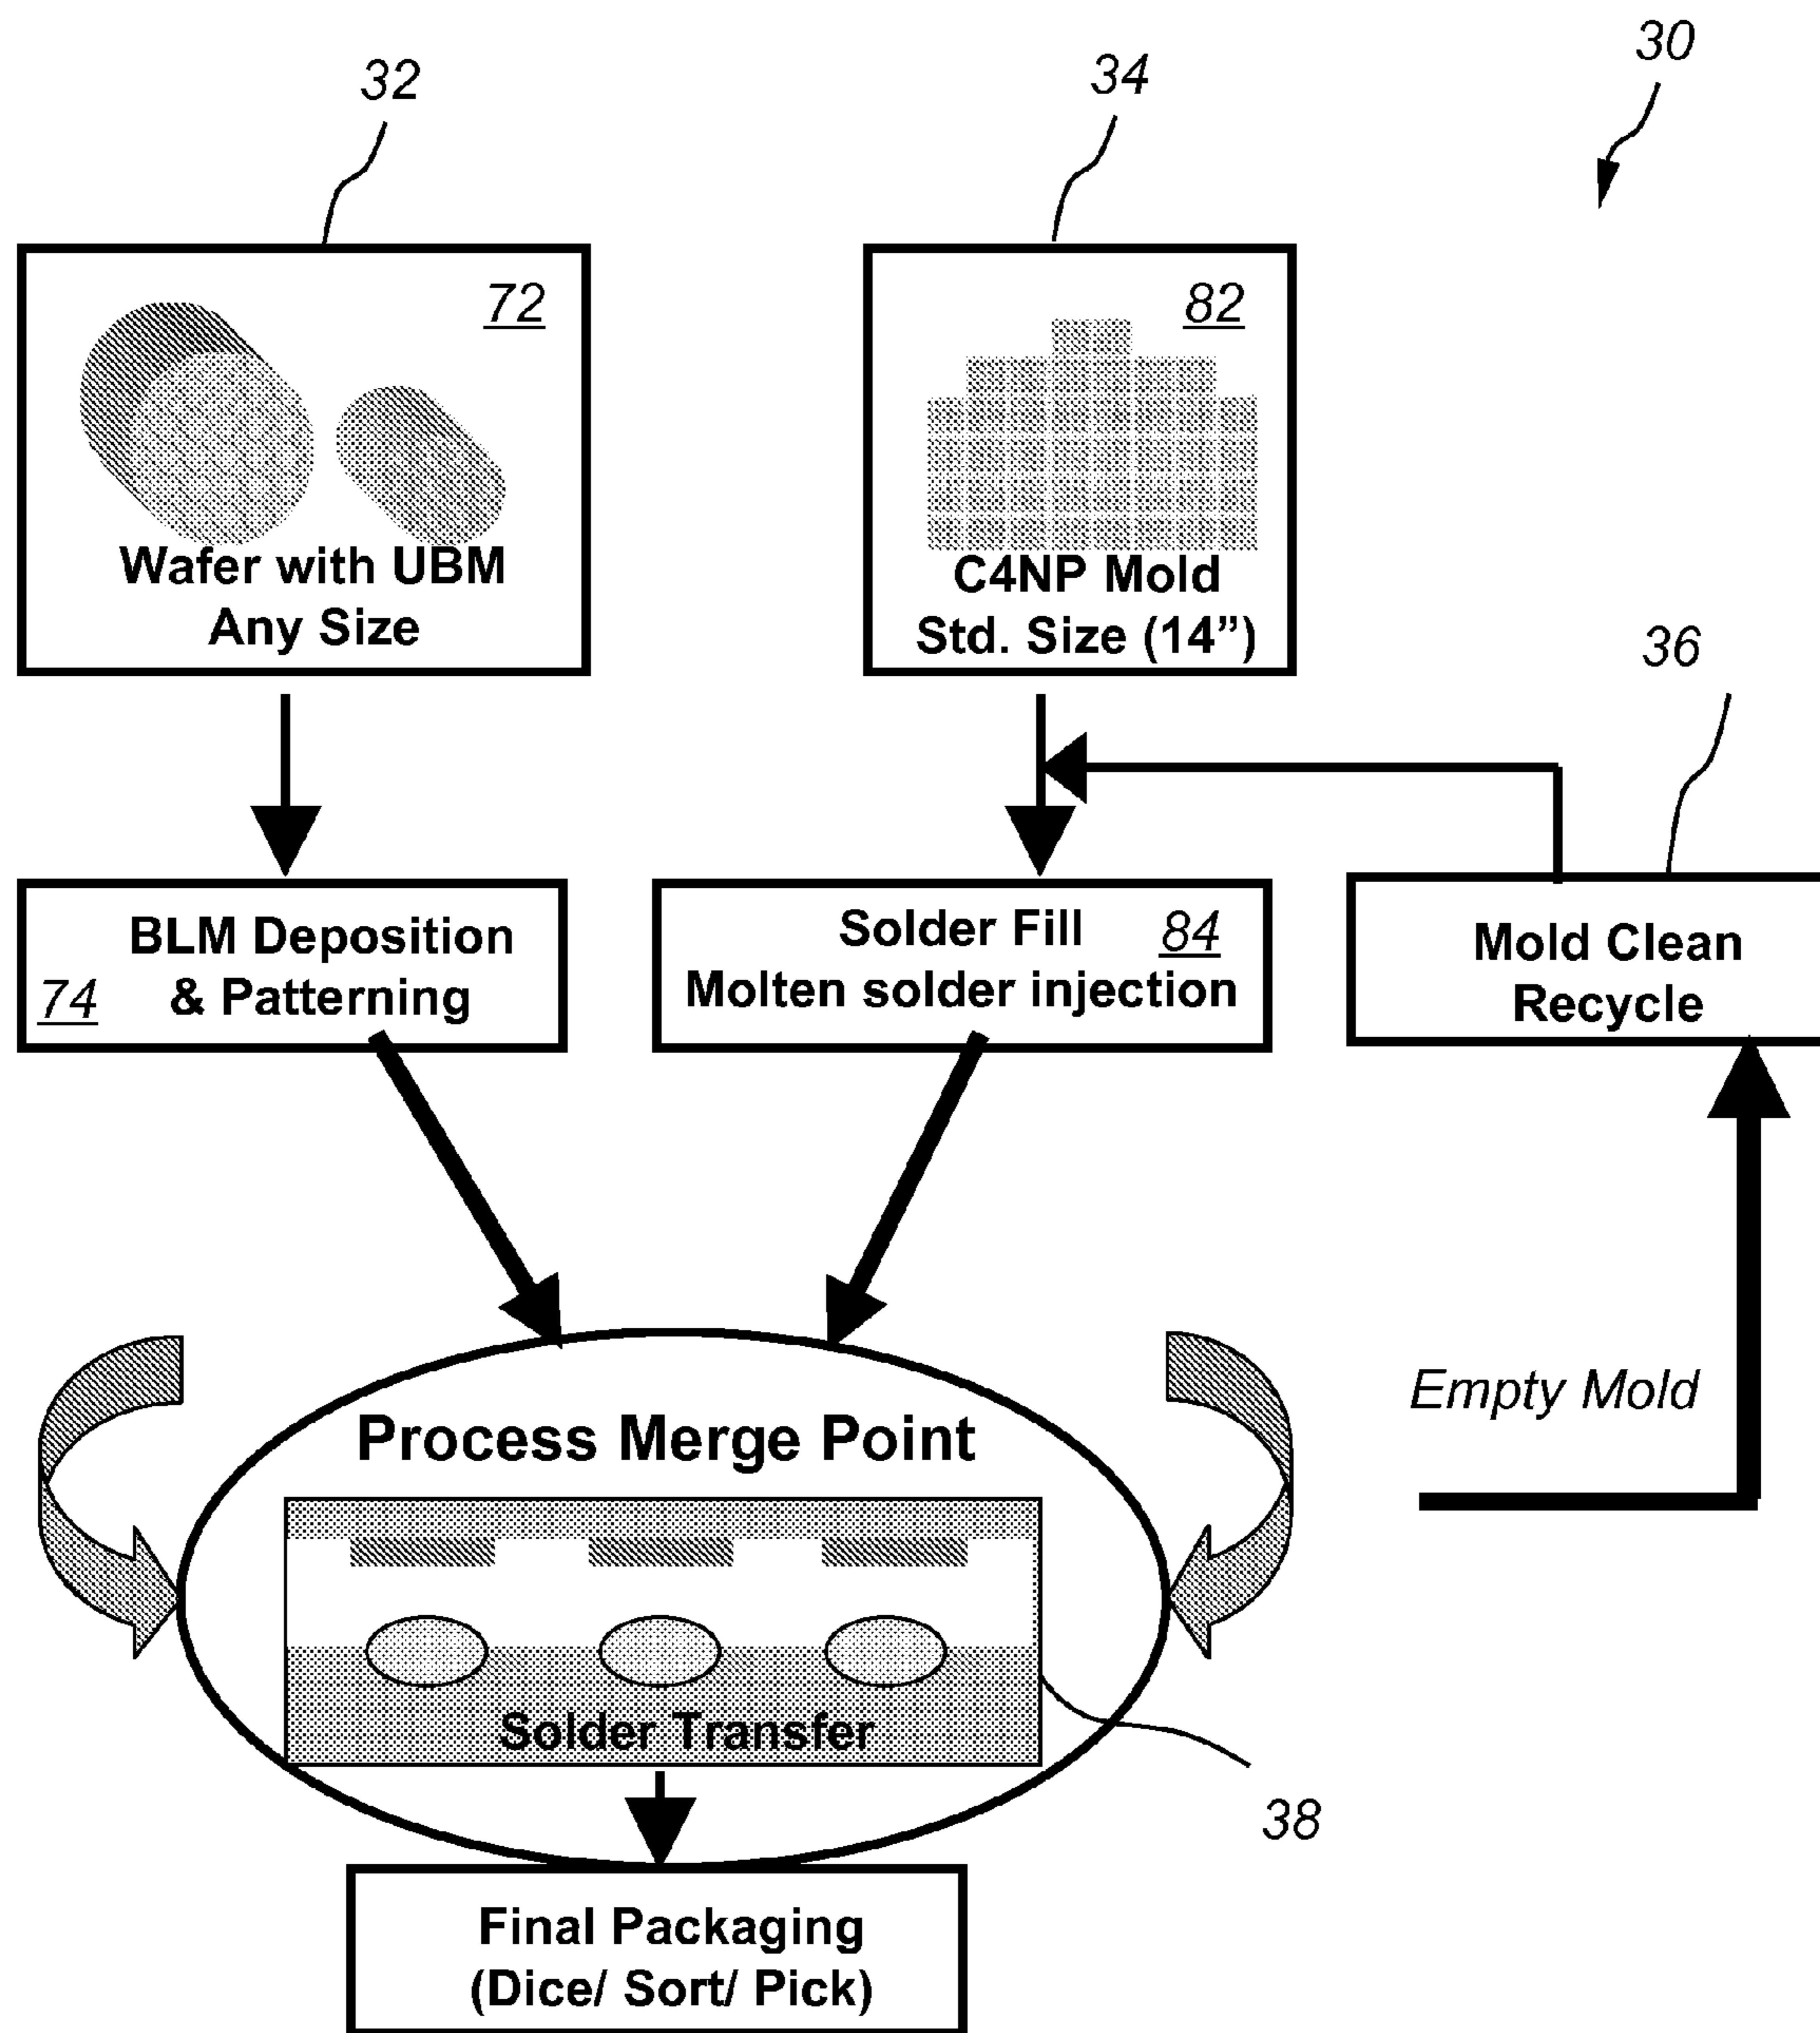 30
32
34
72
Wafer with UBM
Any Size
82
C4NP Mold
Std. Size (14”)
36
BLM Deposition
& Patterning
74
Solder Fill
84
Molten solder injection
Mold Clean
Recycle
Empty Mold
Process Merge Point
Solder Transfer
38
Final Packaging
(Dice/ Sort/ Pick)